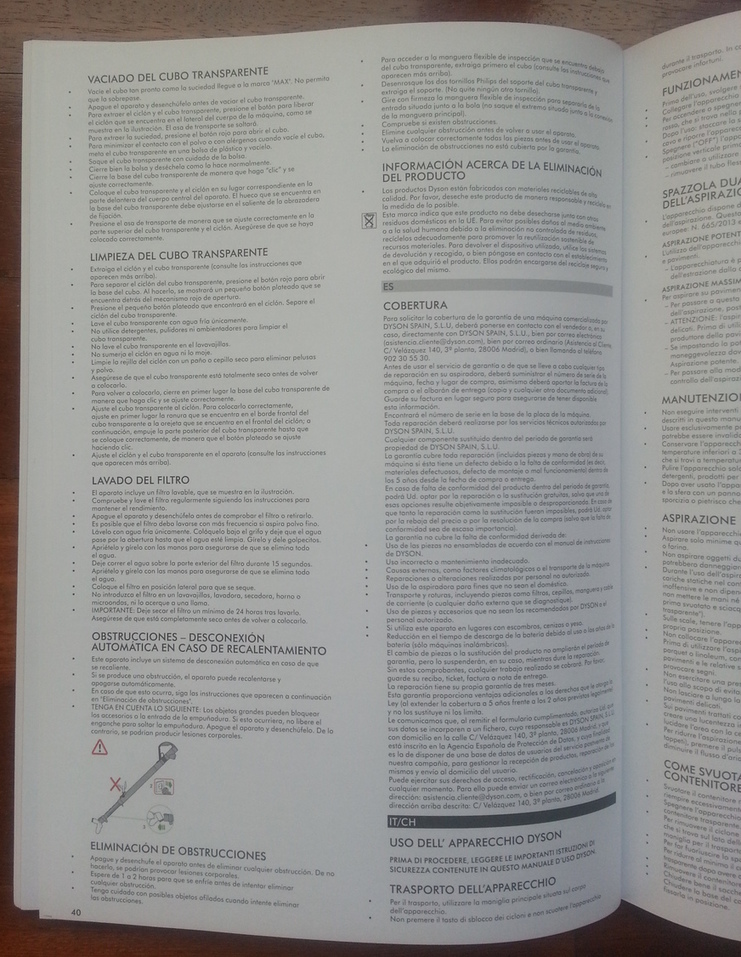 VACIADO DEL CUBO TRANSPARENTE
• Vacíe el cubo tan pronto como la suciedad llegue a la marca "MAX". No permita
que la sobrepase.
• Apague el aparato y desenchúfelo antes de vaciar el cubo transparente.
• Para extraer el ciclón y el cubo transparente, presione el botón para liberar
el ciclón que se encuentra en el lateral del cuerpo de la máquina, como se
muestra en la ilustración. El asa de transporte se soltará.
• Para extraer la suciedad, presione el botón rojo para abrir el cubo.
• Para minimizar el contacto con el polvo o con alérgenos cuando vacíe el cubo,
meta el cubo transparente en una bolsa de plástico y vacíelo.
• Saque el cubo transparente con cuidado de la bolsa.
• Cierre bien la bolsa y deséchela como lo hace normalmente.
• Cierre la base del cubo transparente de manera que haga "clic" y se
ajuste correctamente.
• Coloque el cubo transparente y el ciclón en su lugar correspondiente en la
parte delantera del cuerpo central del aparato. El hueco que se encuentra en
la base del cubo transparente debe ajustarse en el saliente de la abrazadera
de fijación.
• Presione el asa de transporte de manera que se ajuste correctamente en la
parte superior del cubo transparente y el ciclón. Asegúrese de que se haya
colocado correctamente.
LIMPIEZA DEL CUBO TRANSPARENTE
• Extraiga el ciclón y el cubo transparente (consulte las instrucciones que
aparecen más arriba).
• Para separar el ciclón del cubo transparente, presione el botón rojo para abrir
la base del cubo. Al hacerlo, se mostrará un pequeño botón plateado que se
encuentra detrás del mecanismo rojo de apertura.
• Presione el pequeño botón plateado que encontrará en el ciclón. Separe el
ciclón del cubo transparente.
• Lave el cubo transparente con agua fría únicamente.
• No utilice detergentes, pulidores ni ambientadores para limpiar el
cubo transparente.
• No lave el cubo transparente en el lavavajillas.
• No sumerja el ciclón en agua ni lo moje.
• Limpie la rejilla del ciclón con un paño o cepillo seco para eliminar pelusas
y polvo.
• Asegúrese de que el cubo transparente está totalmente seco antes de volver
a colocarlo.
• Para volver a colocarlo, cierre en primer lugar la base del cubo transparente de
manera que haga clic y se ajuste correctamente.
• Ajuste el cubo transparente al ciclón. Para colocarlo correctamente,
ajuste en primer lugar la ranura que se encuentra en el borde frontal del
cubo transparente a la orejeta que se encuentra en el frontal del ciclón; a
continuación, empuje la parte posterior del cubo transparente hasta que
se coloque correctamente, de manera que el botón plateado se ajuste
haciendo clic.
• Ajuste el ciclón y el cubo transparente en el aparato (consulte las instrucciones
que aparecen más arriba).
LAVADO DEL FILTRO
• El aparato incluye un filtro lavable, que se muestra en la ilustración.
• Compruebe y lave el filtro regularmente siguiendo las instrucciones para
mantener el rendimiento.
• Apague el aparato y desenchúfelo antes de comprobar el filtro o retirarlo.
• Es posible que el filtro deba lavarse con más frecuencia si aspira polvo fino.
• Lávelo con agua fría únicamente. Colóquelo bajo el grifo y deje que el agua
pase por la abertura hasta que el agua esté limpia. Gírelo y dele golpecitos.
• Apriételo y gírelo con las manos para asegurarse de que se elimina todo
el agua.
• Deje correr el agua sobre la parte exterior del filtro durante 15 segundos.
• Apriételo y gírelo con las manos para asegurarse de que se elimina todo
el agua.
• Coloque el filtro en posición lateral para que se seque.
• No introduzca el filtro en un lavavajillas, lavadora, secadora, horno o
microondas, ni lo acerque a una llama.
• IMPORTANTE: Deje secar el filtro un mínimo de 24 horas tras lavarlo.
Asegúrese de que está completamente seco antes de volver a colocarlo.
OBSTRUCCIONES – DESCONEXIÓN
AUTOMÁTICA EN CASO DE RECALENTAMIENTO
• Este aparato incluye un sistema de desconexión automática en caso de que
se recaliente.
• Si se produce una obstrucción, el aparato puede recalentarse y
apagarse automáticamente.
• En caso de que esto ocurra, siga las instrucciones que aparecen a continuación
en "Eliminación de obstrucciones".
• TENGA EN CUENTA LO SIGUIENTE: Los objetos grandes pueden bloquear
los accesorios o la entrada de la empuñadura. Si esto ocurriera, no libere el
enganche para soltar la empuñadura. Apague el aparato y desenchúfelo. De lo
contrario, se podrían producir lesiones corporales.
ELIMINACIÓN DE OBSTRUCCIONES
• Apague y desenchufe el aparato antes de eliminar cualquier obstrucción. De no
hacerlo, se podrían provocar lesiones corporales.
• Espere de 1 a 2 horas para que se enfríe antes de intentar eliminar
cualquier obstrucción.
• Tenga cuidado con posibles objetos afilados cuando intente eliminar
las obstrucciones.
40
• Para acceder a la manguera flexible de inspección que se encuentra debajo
del cubo transparente, extraiga primero el cubo (consulte las instrucciones que
aparecen más arriba).
• Desenrosque los dos tornillos Philips del soporte del cubo transparente y
extraiga el soporte. (No quite ningún otro tornillo).
• Gire con firmeza la manguera flexible de inspección para separarla de la
entrada situada junto a la bola (no saque el extremo situado junto a la conexión
de la manguera principal).
• Compruebe si existen obstrucciones.
• Elimine cualquier obstrucción antes de volver a usar el aparato.
• Vuelva a colocar correctamente todas las piezas antes de usar el aparato.
• La eliminación de obstrucciones no está cubierta por la garantía.
INFORMACIÓN ACERCA DE LA ELIMINACIÓN
DEL PRODUCTO
• Los productos Dyson están fabricados con materiales reciclables de alta
calidad. Por favor, deseche este producto de manera responsable y recíclelo en
la medida de lo posible.
Esta marca indica que este producto no debe desecharse junto con otros
residuos domésticos en la UE. Para evitar posibles daños al medio ambiente
o a la salud humana debido a la eliminación no controlada de residuos,
recíclelos adecuadamente para promover la reutilización sostenible de
recursos materiales. Para devolver el dispositivo utilizado, utilice los sistemas
de devolución y recogida, o bien póngase en contacto con el establecimiento
en el que adquirió el producto. Ellos podrán encargarse del reciclaje seguro y
ecológico del mismo.
ES
COBERTURA
Para solicitar la cobertura de la garantía de una máquina comercializada por
DYSON SPAIN, S.L.U., deberá ponerse en contacto con el vendedor o, en su
caso, directamente con DYSON SPAIN, S.L.U., bien por correo electrónico
(asistencia.cliente@dyson.com), bien por correo ordinario (Asistencia al Cliente
C/ Velázquez 140, 3ª planta, 28006 Madrid), o bien llamando al teléfono
902 30 55 30.
Antes de usar el servicio de garantía o de que se lleve a cabo cualquier tipo
de reparación en su aspiradora, deberá suministrar el número de serie de la
máquina, fecha y lugar de compra, asimismo deberá aportar la factura de la
compra o el albarán de entrega (copia y cualquier otro documento adicional).
Guarde su factura en lugar seguro para asegurarse de tener disponible
esta información.
Encontrará el número de serie en la base de la placa de la máquina.
Toda reparación deberá realizarse por los servicios técnicos autorizados por
DYSON SPAIN, S.L.U.
Cualquier componente sustituido dentro del periodo de garantía será
propiedad de DYSON SPAIN, S.L.U.
La garantía cubre toda reparación (incluidas piezas y mano de obra) de su
máquina si ésta tiene un defecto debido a la falta de conformidad (es decir,
materiales defectuosos, defecto de montaje o mal funcionamiento) dentro de
los 5 años desde la fecha de compra o entrega.
En caso de falta de conformidad del producto dentro del periodo de garantía,
podrá Ud. optar por la reparación o la sustitución gratuitas, salvo que una de
esas opciones resulte objetivamente imposible o desproporcionada. En caso de
que tanto la reparación como la sustitución fueran imposibles, podrá Ud. optar
por la rebaja del precio o por la resolución de la compra (salvo que la falta de
conformidad sea de escasa importancia).
La garantía no cubre la falta de conformidad derivada de:
• Uso de las piezas no ensambladas de acuerdo con el manual de instrucciones
de DYSON.
• Uso incorrecto o mantenimiento inadecuado.
• Causas externas, como factores climatológicos o el transporte de la máquina.
• Reparaciones o alteraciones realizadas por personal no autorizado.
• Uso de la aspiradora para fines que no sean el doméstico.
• Transporte y roturas, incluyendo piezas como filtros, cepillos, manguera y cable
de corriente (o cualquier daño externo que se diagnostique).
• Uso de piezas y accesorios que no sean los recomendados por DYSON o el
personal autorizado.
• Si utiliza este aparato en lugares con escombros, cenizas o yeso.
• Reducción en el tiempo de descarga de la batería debido al uso o los años de la
batería (sólo máquinas inalámbricas).
El cambio de piezas o la sustitución del producto no ampliarán el periodo de
garantía, pero lo suspenderán, en su caso, mientras dura la reparación.
Sin estos comprobantes, cualquier trabajo realizado se cobrará. Por favor,
guarde su recibo, ticket, factura o nota de entrega.
La reparación tiene su propia garantía de tres meses.
Esta garantía proporciona ventajas adicionales a los derechos que le otorga la
Ley (al extender la cobertura a 5 años frente a los 2 años previstos legalmente)
y no los sustituye ni los limita.
Le comunicamos que, al remitir el formulario cumplimentado, autoriza Ud. que
sus datos se incorporen a un fichero, cuyo responsable es DYSON SPAIN S.L.U.
con domicilio en la calle C/ Velázquez 140, 3ª planta, 28006 Madrid, y que
está inscrito en la Agencia Española de Protección de Datos, y cuya finalidad
es la de disponer de una base de datos de usuarios del servicio posventa de
nuestra compañía, para gestionar la recepción de productos, reparación de los
mismos y envío al domicilio del usuario.
Puede ejercitar sus derechos de acceso, rectificación, cancelación y oposición en
cualquier momento. Para ello puede enviar un correo electrónico a la siguiente
dirección: asistencia.cliente@dyson.com, o bien por correo ordinario a la
dirección arriba descrita: C/ Velázquez 140, 3ª planta, 28006 Madrid.
IT/CH
USO DELL' APPARECCHIO DYSON
PRIMA DI PROCEDERE, LEGGERE LE IMPORTANTI ISTRUZIONI DI
SICUREZZA CONTENUTE IN QUESTO MANUALE D'USO DYSON.
TRASPORTO DELL'APPARECCHIO
• Per il trasporto, utilizzare la maniglia principale situata sul corpo
dell'apparecchio.
• Non premere il tasto di sblocco dei cicloni e non scuotere l'apparecchio
durante il trasporto. In
provocare infortuni.
FUNZIONAMEN
SPAZZOLA DUA
DELL'ASPIRAZIO
europee: N. 665/2013 e
ASPIRAZIONE POTENT
e pavimenti.
ASPIRAZIONE MASSIM
MANUTENZION
ASPIRAZIONE
COME SVUOTA
CONTENITORE